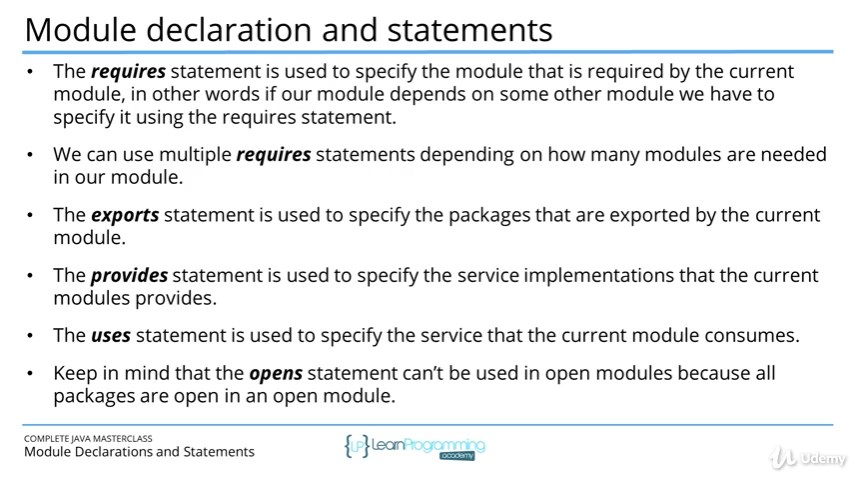 Module declaration and statements
• The requires statement is used to specify the module that is required by the current
module, in other words if our module depends on some other module we have to
specify it using the requires statement.
• We can use multiple requires statements depending on how many modules are needed
in our module.
• The exports statement is used to specify the packages that are exported by the current
module.
• The provides statement is used to specify the service implementations that the current
modules provides.
• The uses statement is used to specify the service that the current module consumes.
• Keep in mind that the opens statement can't be used in open modules because all
packages are open in an open module.
COMPLETE JAVA MASTERCLASS
Module Declarations and Statements
{LP} LearnProgramming
academy
Udemy